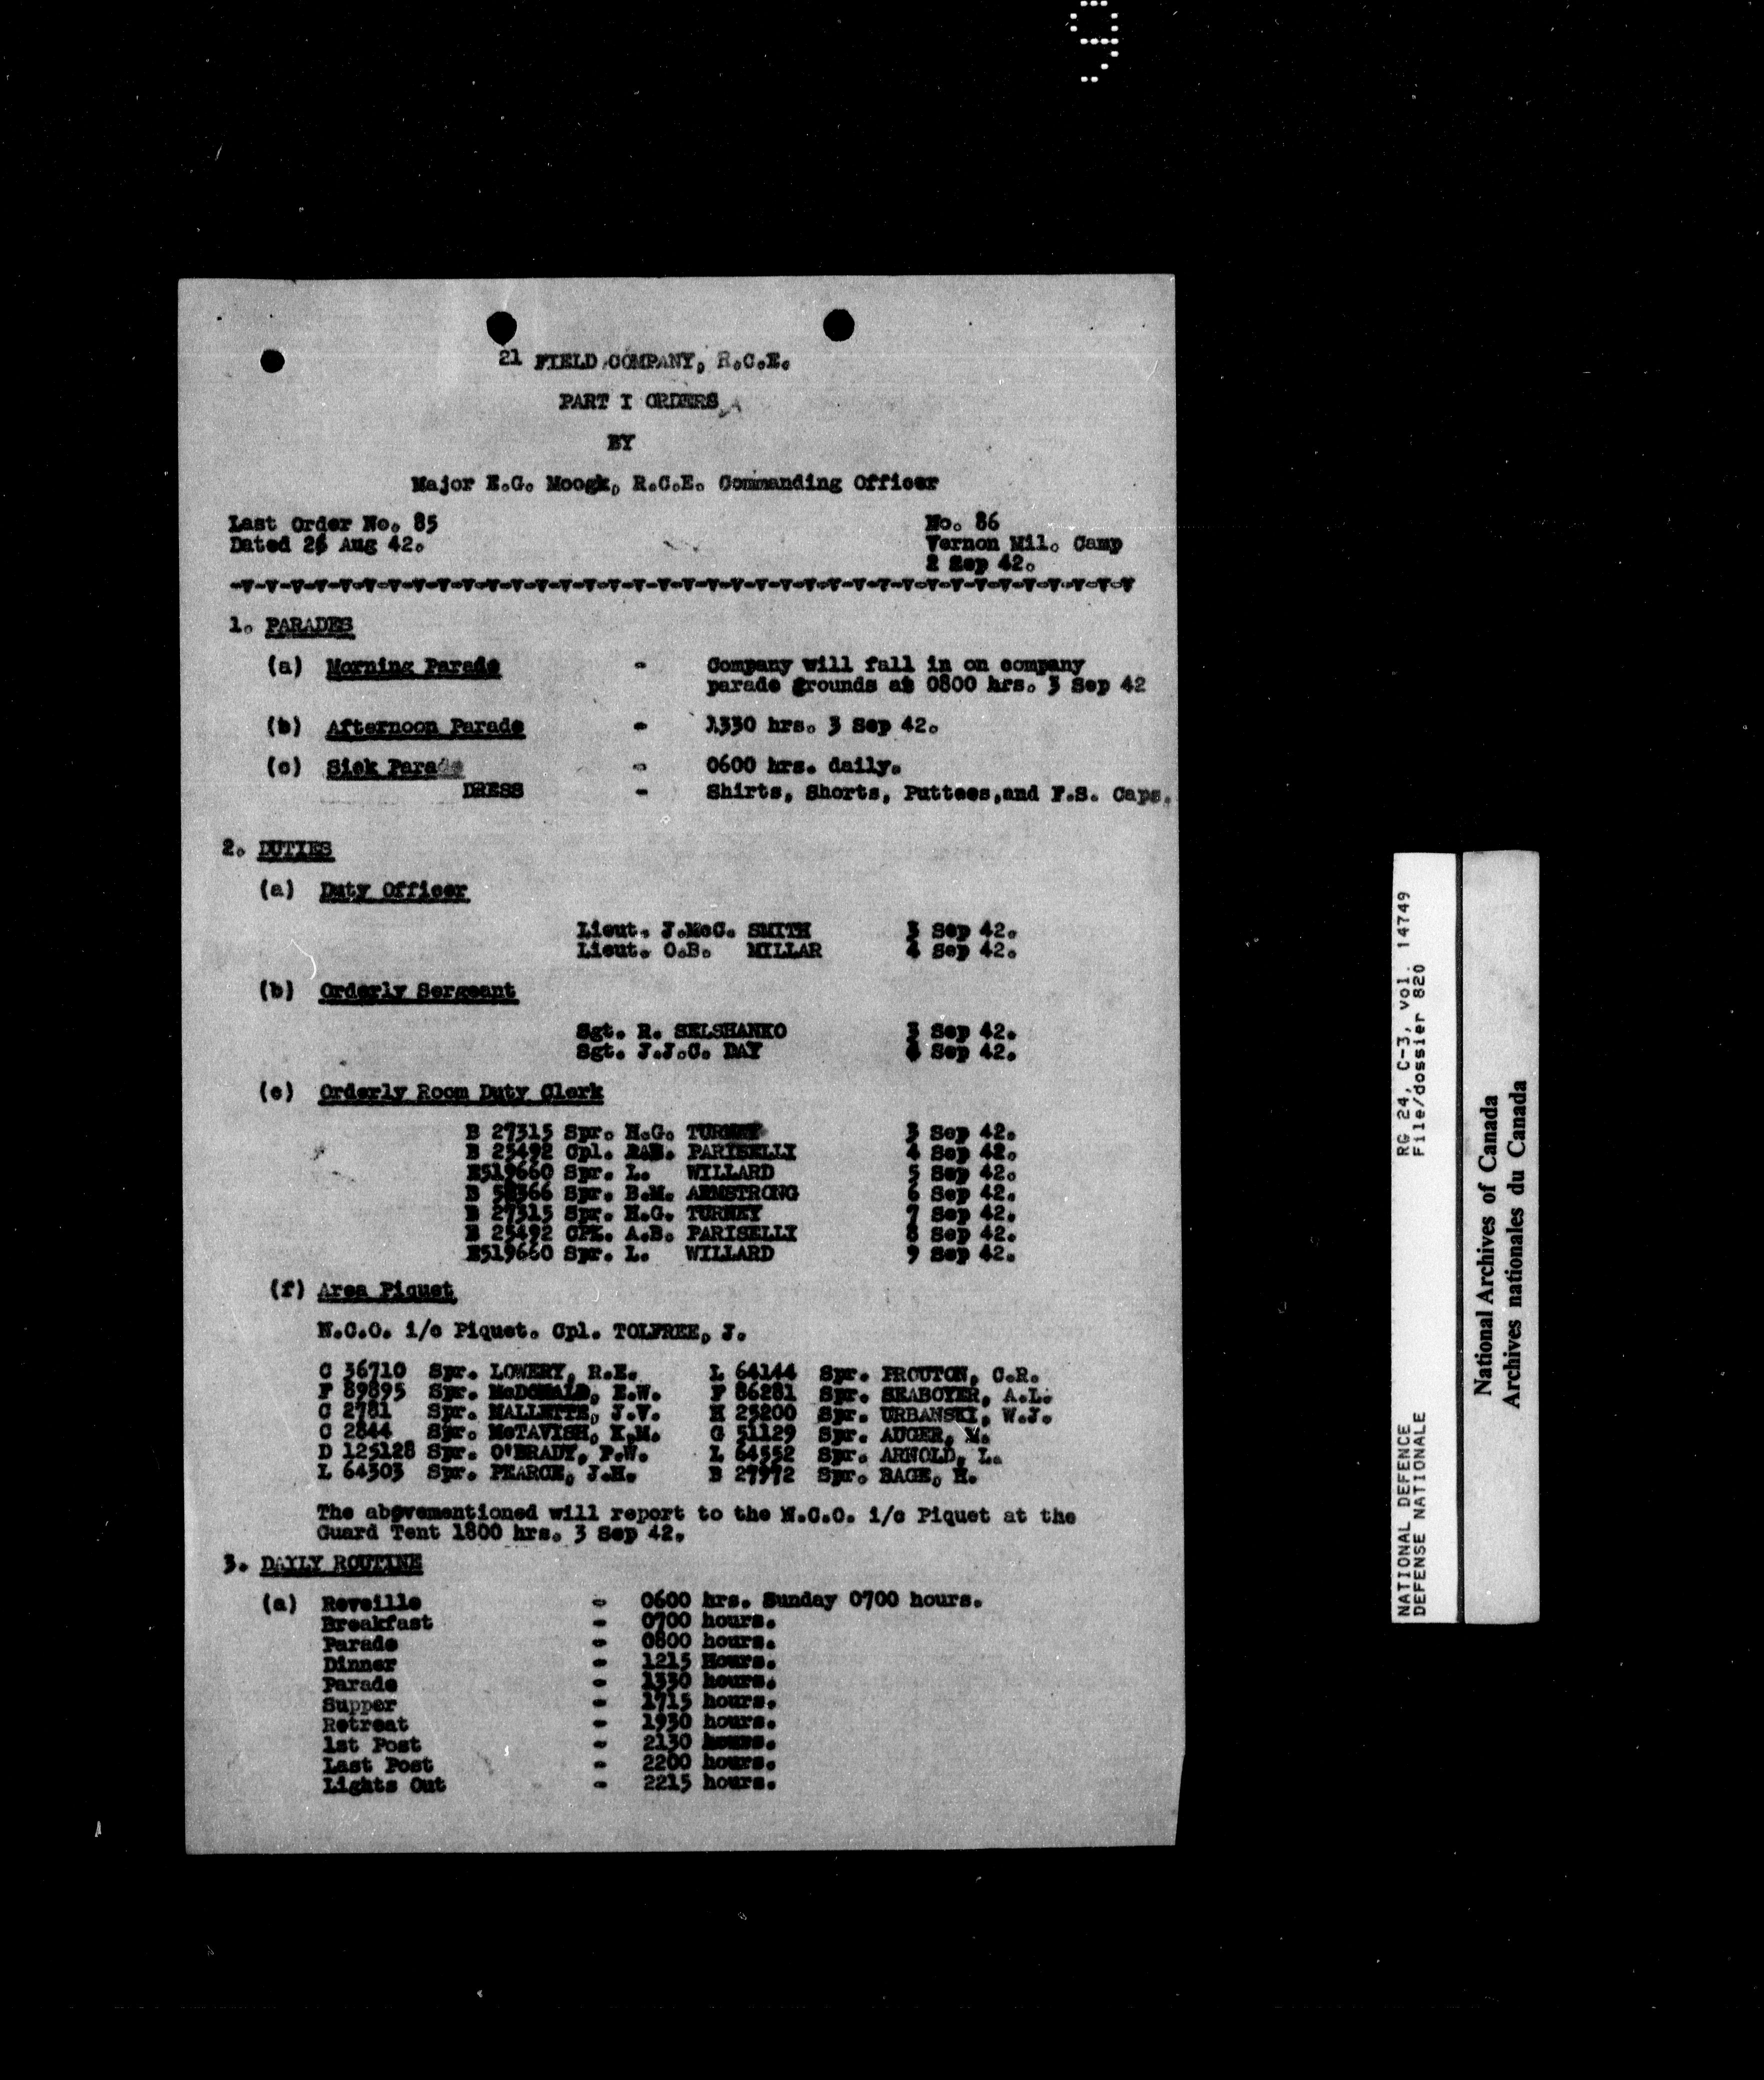 21 FIELD COMPANY, R.C.E.
PART I ORDERS
BY
Major E.G. Moogk, R.C.E. Commanding Officer
Last Order No. 85
Dated 26 Aug 42.
No. 86
Vernon Mil. Camp
2 Sep 42.
1. PARADES
(a) Morning Parade - Company will fall in on company
parade grounds at 0800 hrs. 3 Sep 42
(b) Afternoon Parade - 1330 hrs. 3 Sep 42.
(c) Sick Parade - 0600 hrs. daily.
DRESS - Shirts, Shorts, Puttees,and F.S. Caps.
2. DUTIES
(a) Duty Officer
Lieut. J.McC. SMITH 3 Sep 42.
Lieut. O.B. MILLAR 4 Sep 42.
(b) Orderly Sergeant
Sgt. R. SELSHANKO 3 Sep 42.
Sgt. J.J.C. DAY 4 Sep 42.
(e) Orderly Room Duty Clerk
B 27315 Spr. H.G. TURNEY 3 Sep 42.
B 25492 Cpl. PARISELLI 4 Sep 42.
E519660 Spr. L. WILLARD 5 Sep 42.
B Spr. B.M. ARMSTRONG 6 Sep 42.
B 27315 Spr. H.G. TURNEY 7 Sep 42.
B 25492 CPL. A.B. PARISELLI 8 Sep 42.
E519660 Spr. L. WILLARD 9 Sep 42.
(f) Area Piquet
N.C.O. i/c Piquet. Cpl. TOLFREE, J.
C 36710 Spr. LOWERY, R.E. L 64144 Spr. PROUTON, C.R.
F 89895 Spr. McDONALD, E.W. F 86281 Spr. SEABOYER, A.L.
C 2781 Spr. MALLETTE, J.V. H 25200 Spr. URBANSKI, W.J.
C 2844 Spr. McTAVISH, K.M. G 51129 Spr. AUGER, M.
D 125128 Spr. O'BRADY, P.W. L 64552 Spr. ARNOLD, L.
L 64303 Spr. PEARCE, J.H. B 27972 Spr. BAGE, H.
The abovementioned will report to the N.C.O. i/c Piquet at the
Guard Tent 1800 hrs. 3 Sep 42.
3. DAILY ROUTINE
(a) Reveille - 0600 hrs. Sunday 0700 hours.
Breakfast - 0700 hours.
Parade - 0800 hours.
Dinner - 1215 Hours.
Parade - 1330 hours.
Supper - 1715 hours.
Retreat - 1930 hours.
1st Post - 2130 hours.
Last Post - 2200 hours.
Lights Out - 2215 hours.
NATIONAL DEFENCE RG 24, C-3, vol. 14749
DEFENSE NATIONALE File/dossier 820
National Archives of Canada
Archives nationales du Canada